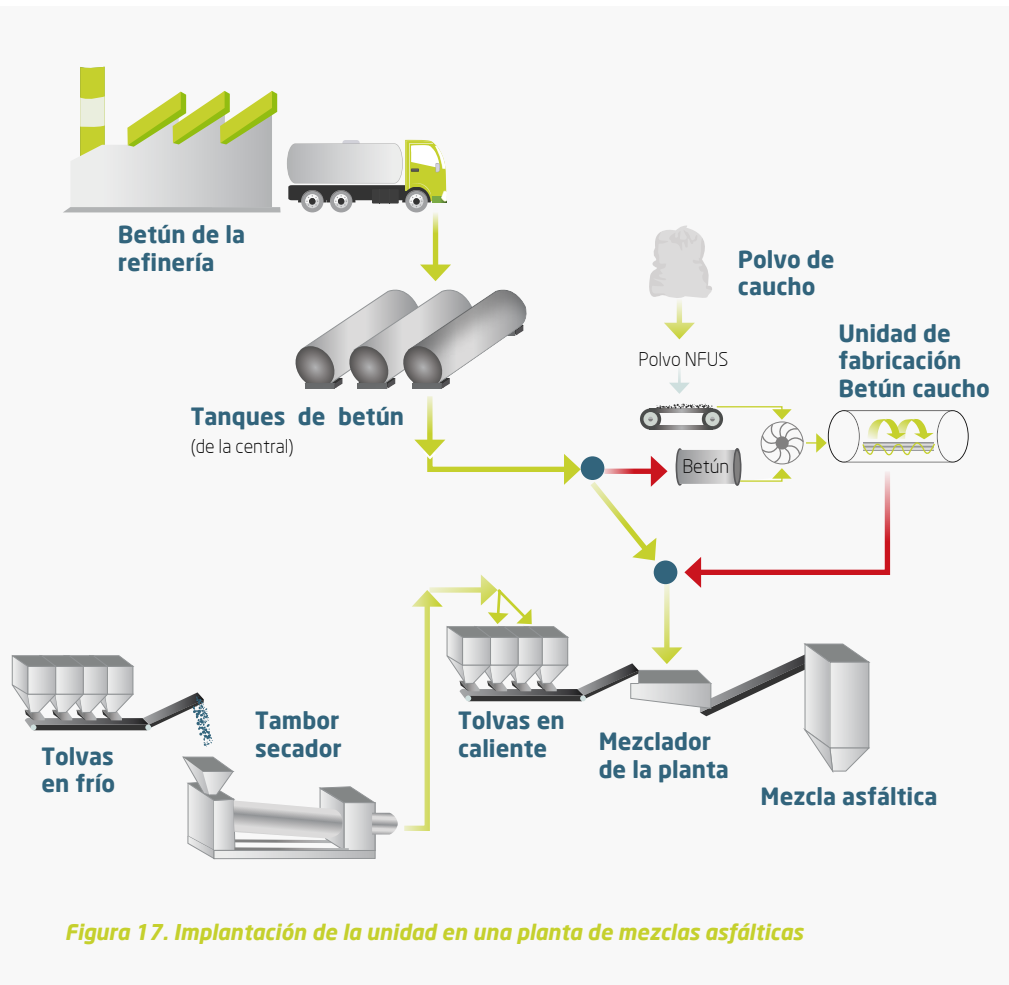 Betún de la
refinería
Polvo de
caucho
Polvo NFUS
Unidad de
fabricación
Betún caucho
Tanques de betún
(de la central)
Betún
Tolvas
en frío
Tambor
secador
Tolvas en
caliente
Mezclador
de la planta
Mezcla asfáltica
Figura 17. Implantación de la unidad en una planta de mezclas asfálticas